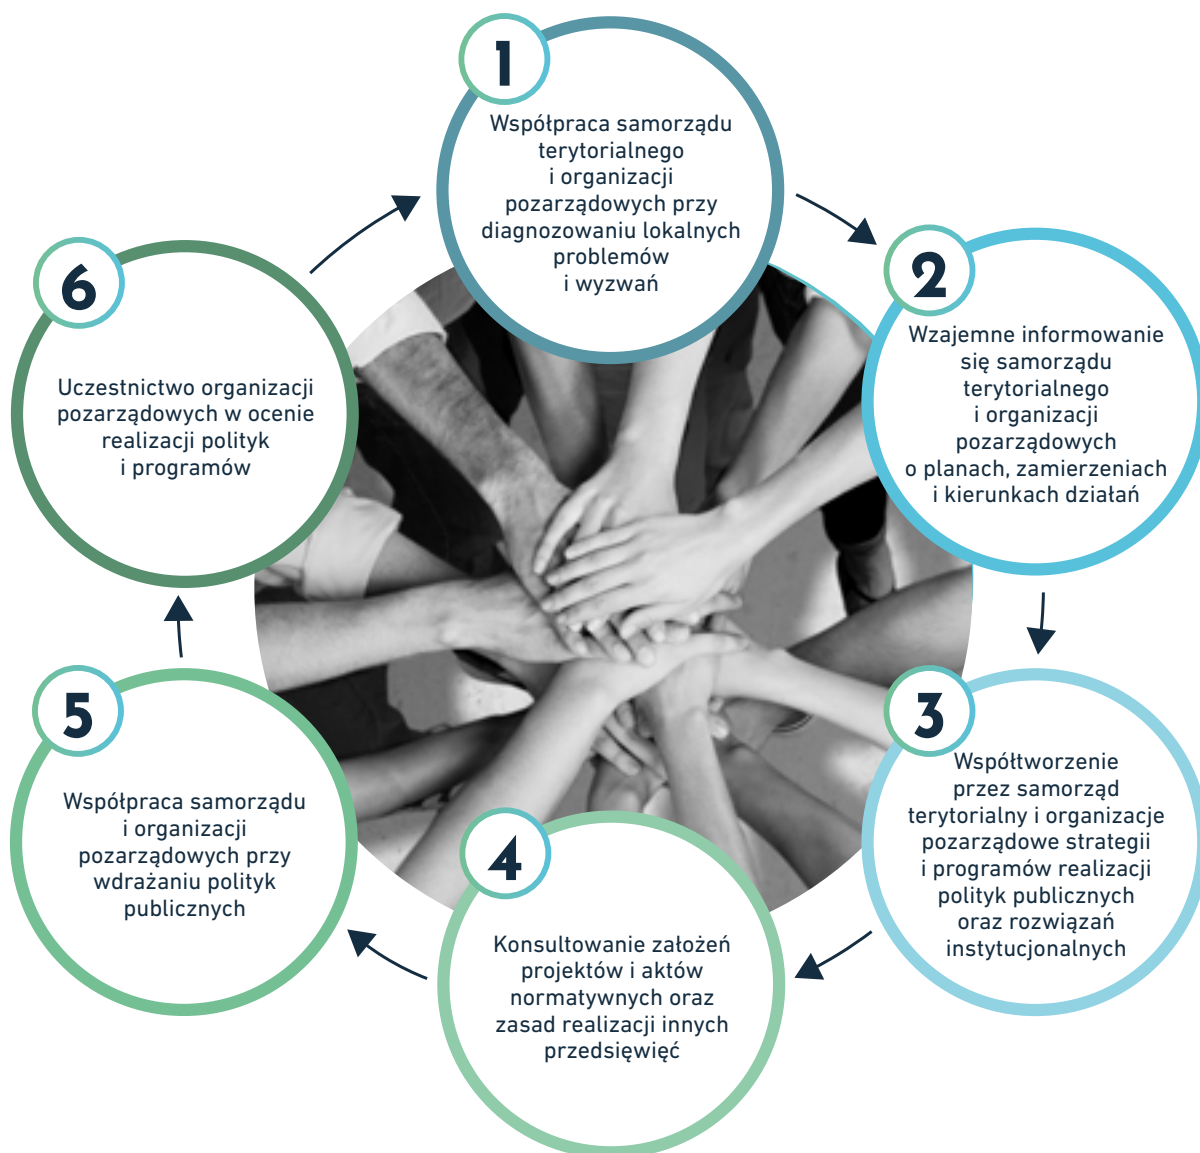 1
Współpraca samorządu
terytorialnego
i organizacji
pozarządowych przy
diagnozowaniu lokalnych
problemów
i wyzwań
2
Wzajemne informowanie
się samorządu
terytorialnego
i organizacji
pozarządowych
o planach, zamierzeniach
i kierunkach działań
3
Współtworzenie
przez samorząd
terytorialny i organizacje
pozarządowe strategii
i programów realizacji
polityk publicznych
oraz rozwiązań
instytucjonalnych
4
Konsultowanie założeń
projektów i aktów
normatywnych oraz
zasad realizacji innych
przedsięwzięć
5
Współpraca samorządu
i organizacji
pozarządowych przy
wdrażaniu polityk
publicznych
6
Uczestnictwo organizacji
pozarządowych w ocenie
realizacji polityk
i programów